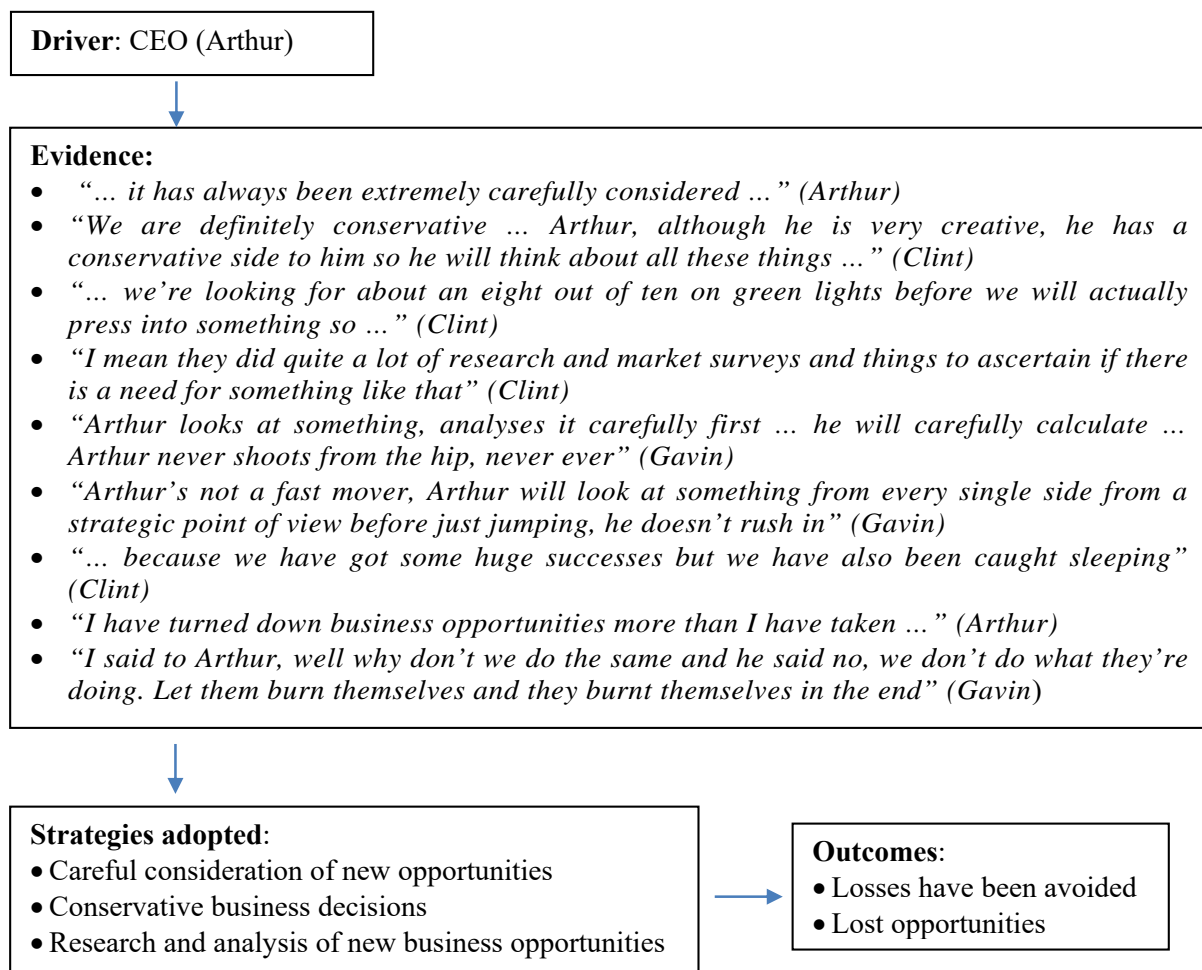 Driver: CEO (Arthur)
Evidence:
• “… it has always been extremely carefully considered …” (Arthur)
• “We are definitely conservative … Arthur, although he is very creative, he has a
conservative side to him so he will think about all these things …” (Clint)
• “… we’re looking for about an eight out of ten on green lights before we will actually
press into something so …” (Clint)
• “I mean they did quite a lot of research and market surveys and things to ascertain if there
is a need for something like that” (Clint)
• “Arthur looks at something, analyses it carefully first … he will carefully calculate …
Arthur never shoots from the hip, never ever” (Gavin)
• “Arthur’s not a fast mover, Arthur will look at something from every single side from a
strategic point of view before just jumping, he doesn’t rush in” (Gavin)
• “… because we have got some huge successes but we have also been caught sleeping”
(Clint)
• “I have turned down business opportunities more than I have taken …” (Arthur)
• “I said to Arthur, well why don’t we do the same and he said no, we don’t do what they’re
doing. Let them burn themselves and they burnt themselves in the end” (Gavin)
Strategies adopted:
• Careful consideration of new opportunities
• Conservative business decisions
• Research and analysis of new business opportunities
Outcomes:
• Losses have been avoided
• Lost opportunities